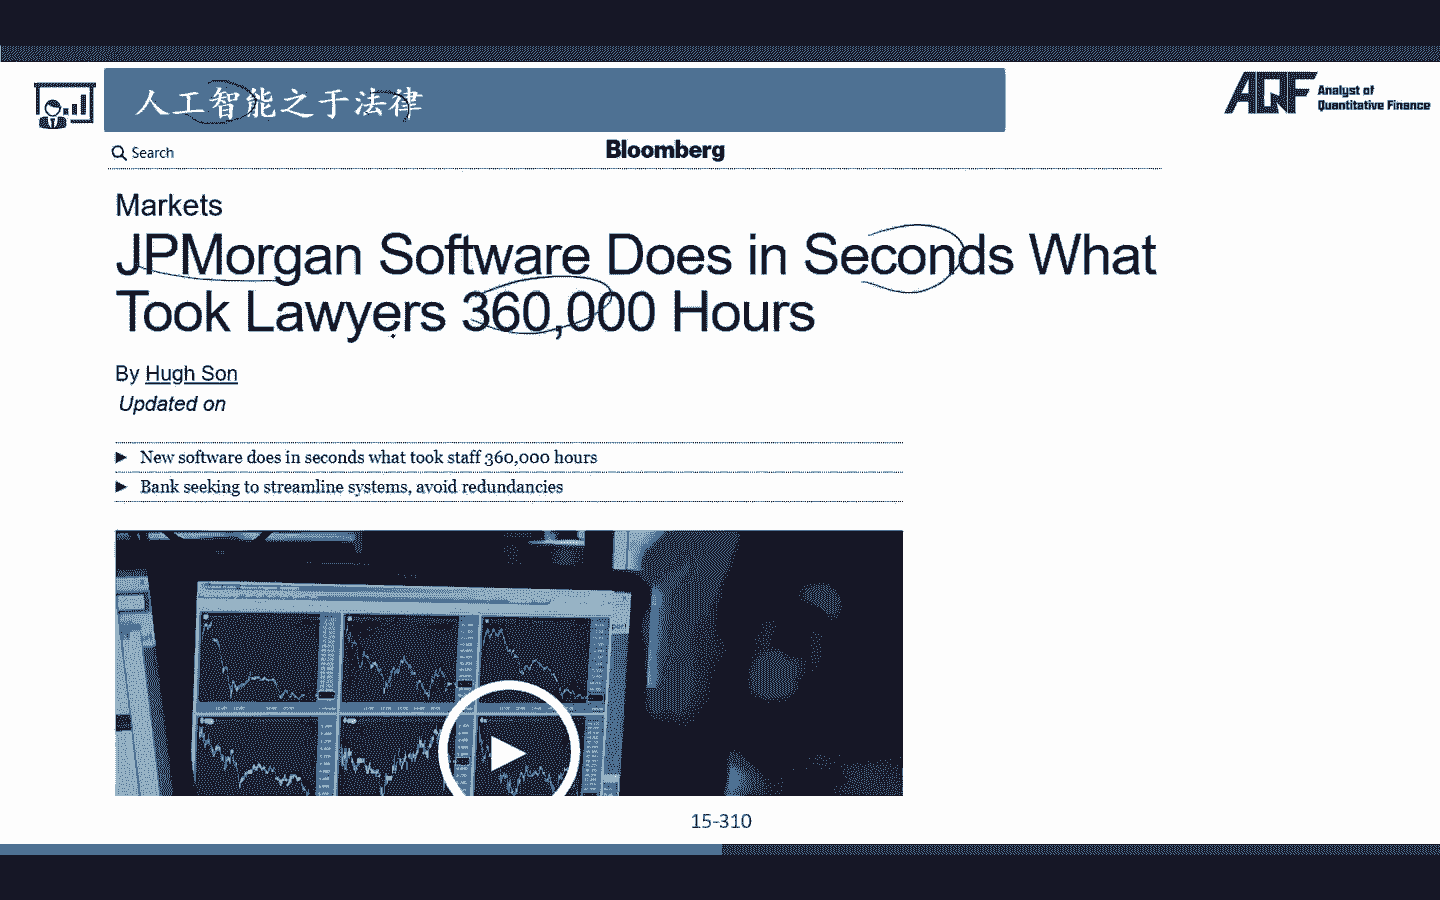 人工智能之于法律
AQF Analyst of
Quantitative Finance
Search
Bloomberg
Markets
JPMorgan Software Does in Seconds What
Took Lawyers 360,000 Hours
By Hugh Son
Updated on
New software does in seconds what took staff 360,000 hours
Bank seeking to streamline systems, avoid redundancies
15-310